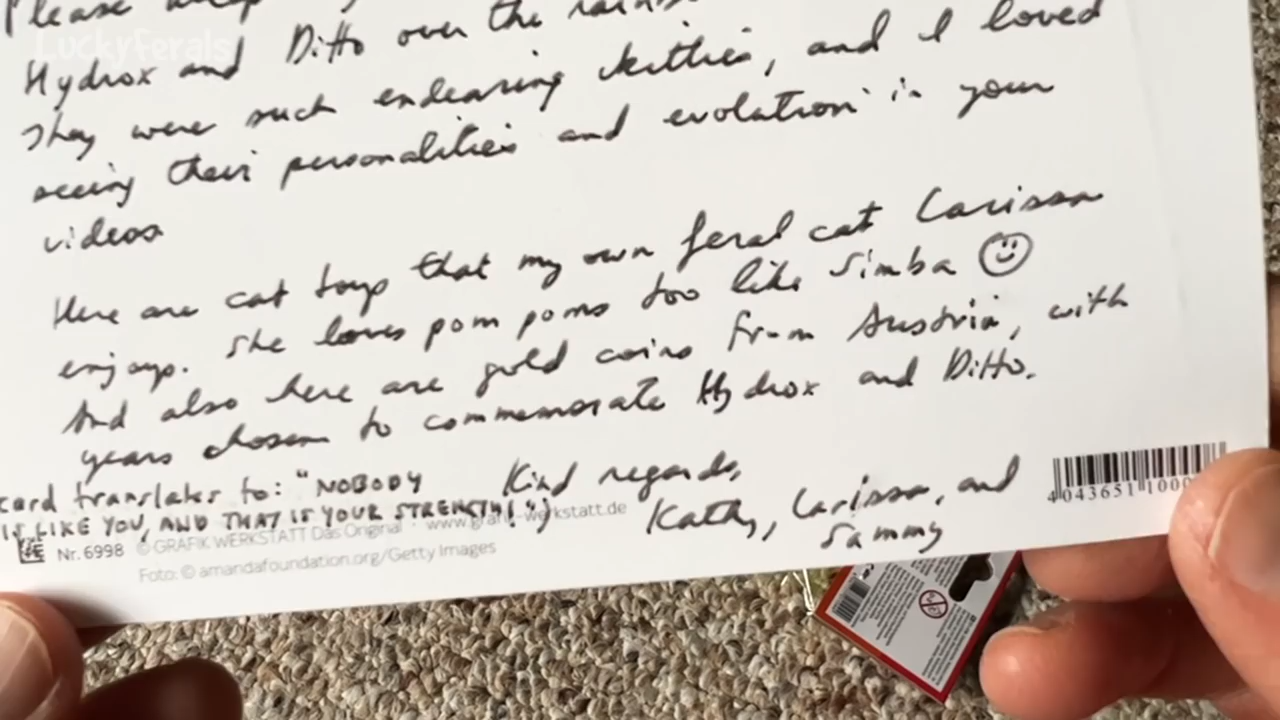 Please
LuckyFerals
Hydrox and Ditto over the
They were such endearing kitties, and I loved
seeing their personalities and evolution in your
videos
Here are cat toys that my own feral cat Carissa
enjoys. She loves pom poms too like Simba ☺
And also here are gold coins from Austria, with
years chosen to commemorate Hydrox and Ditto.
card translates to: "NOBODY
IS LIKE YOU, AND THAT IS YOUR STRENGTH!")
Kind regards,
Kathy, Carissa, and
Sammy
4043651 1000
Nr. 6998 © GRAFIK WERKSTATT Das Original · www.grafik-werkstatt.de
Foto: © amandafoundation.org/Getty Images